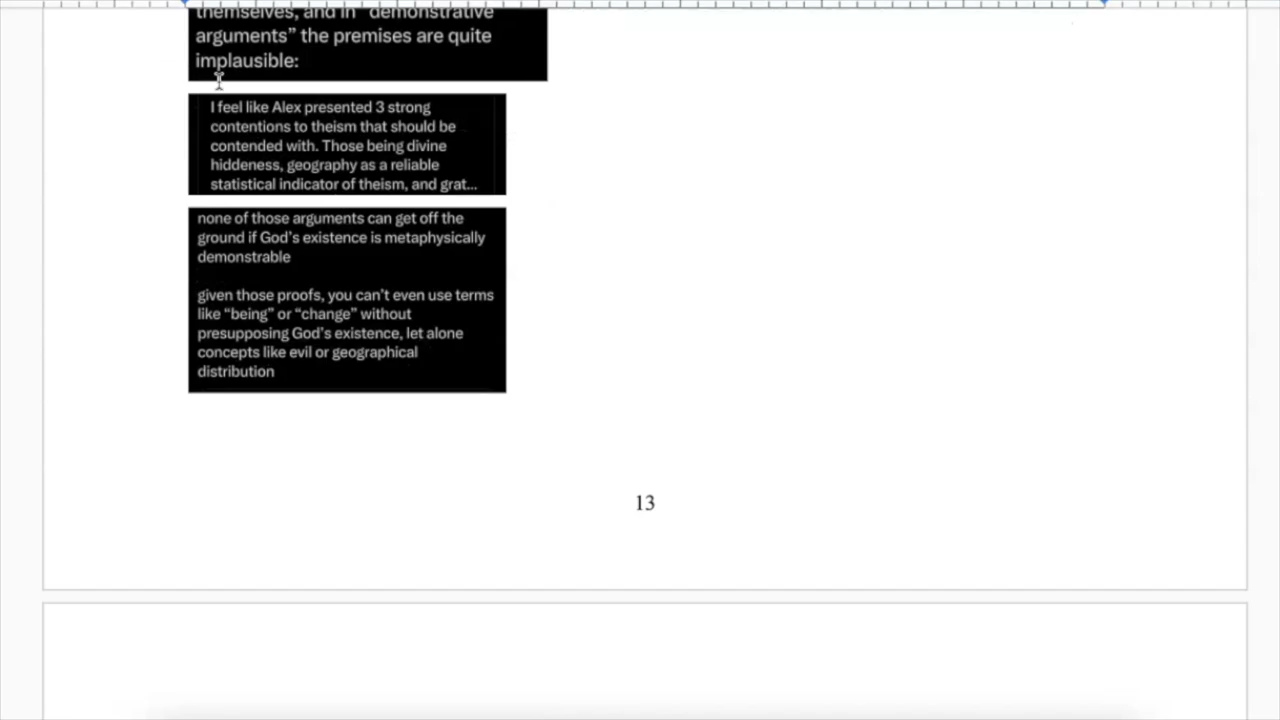 themselves, and in "demonstrative
arguments" the premises are quite
implausible:
I feel like Alex presented 3 strong
contentions to theism that should be
contended with. Those being divine
hiddeness, geography as a reliable
statistical indicator of theism, and grat...
none of those arguments can get off the
ground if God's existence is metaphysically
demonstrable
given those proofs, you can't even use terms
like "being" or "change" without
presupposing God's existence, let alone
concepts like evil or geographical
distribution
13